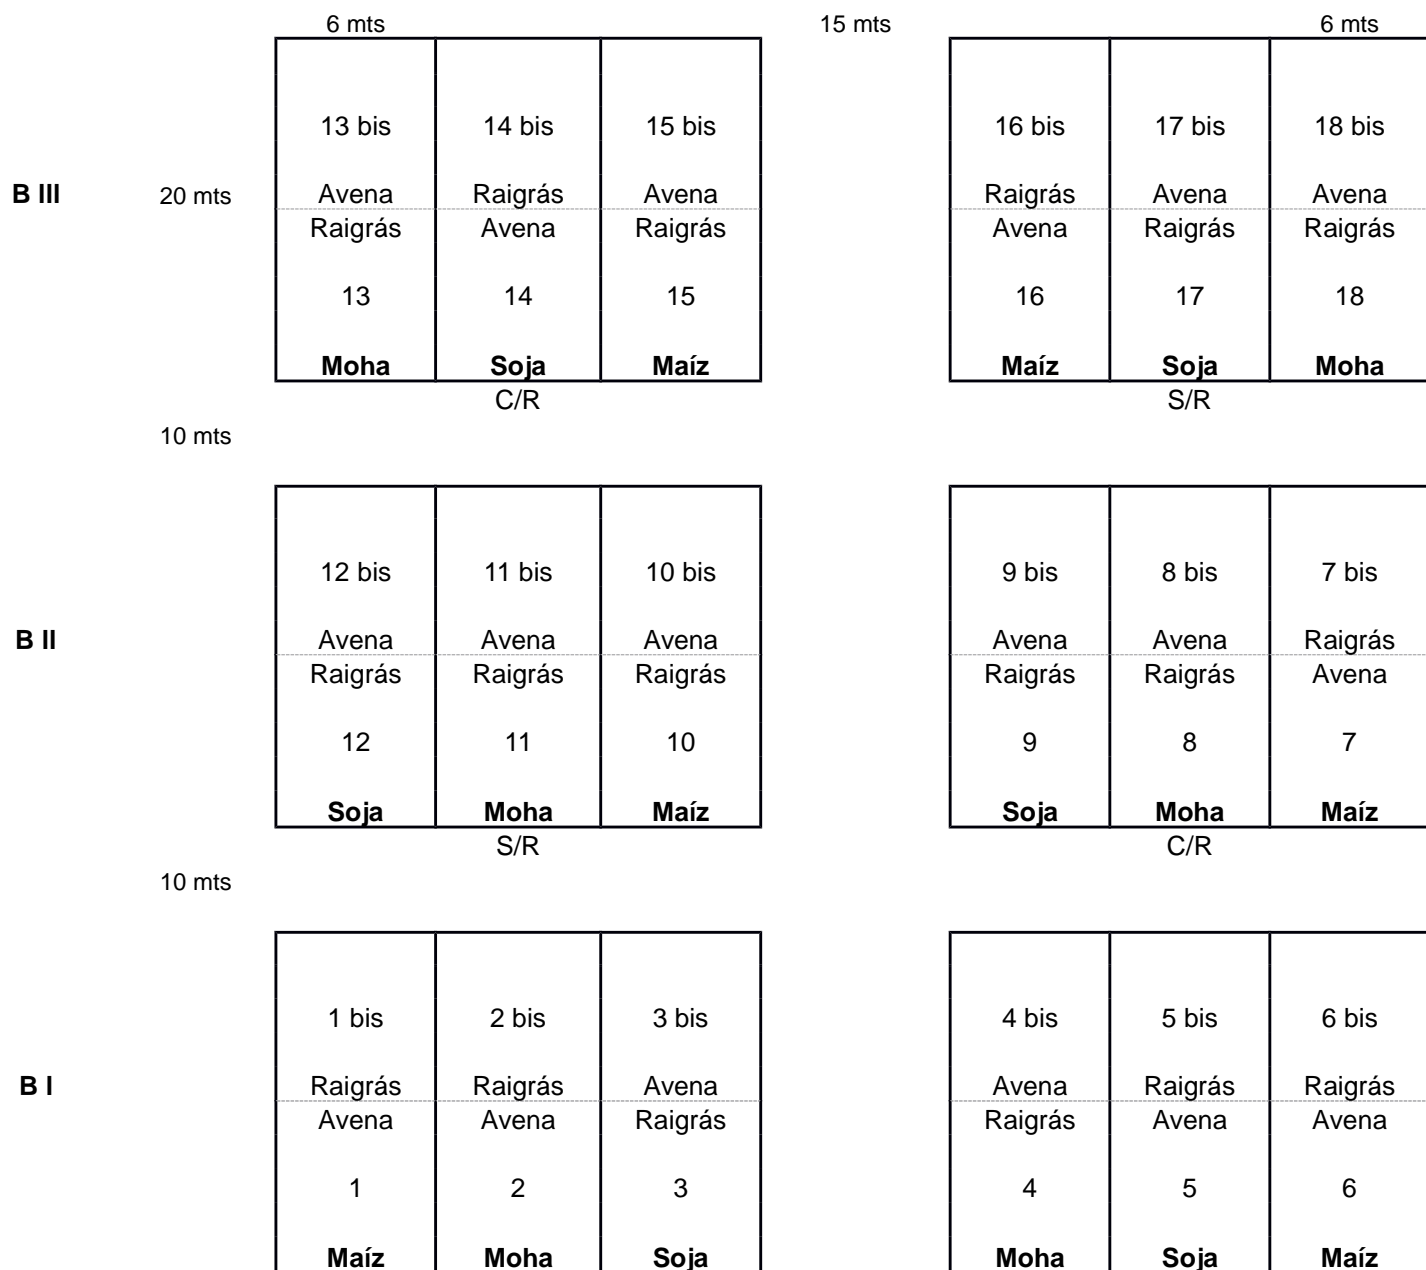 6 mts 15 mts 6 mts
13 bis 14 bis 15 bis 16 bis 17 bis 18 bis
B III 20 mts Avena Raigrás Avena Raigrás Avena Avena
Raigrás Avena Raigrás Avena Raigrás Raigrás
13 14 15 16 17 18
Moha Soja Maíz Maíz Soja Moha
C/R S/R
10 mts
12 bis 11 bis 10 bis 9 bis 8 bis 7 bis
B II Avena Avena Avena Avena Avena Raigrás
Raigrás Raigrás Raigrás Raigrás Raigrás Avena
12 11 10 9 8 7
Soja Moha Maíz Soja Moha Maíz
S/R C/R
10 mts
1 bis 2 bis 3 bis 4 bis 5 bis 6 bis
B I Raigrás Raigrás Avena Avena Raigrás Raigrás
Avena Avena Raigrás Raigrás Avena Avena
1 2 3 4 5 6
Maíz Moha Soja Moha Soja Maíz